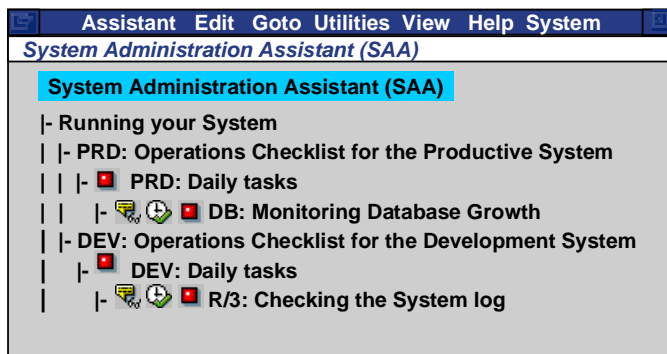 Assistant Edit Goto Utilities View Help System
System Administration Assistant (SAA)
System Administration Assistant (SAA)
|- Running your System
| |- PRD: Operations Checklist for the Productive System
| | |- PRD: Daily tasks
| | |- DB: Monitoring Database Growth
| |- DEV: Operations Checklist for the Development System
| |- DEV: Daily tasks
| |- R/3: Checking the System log